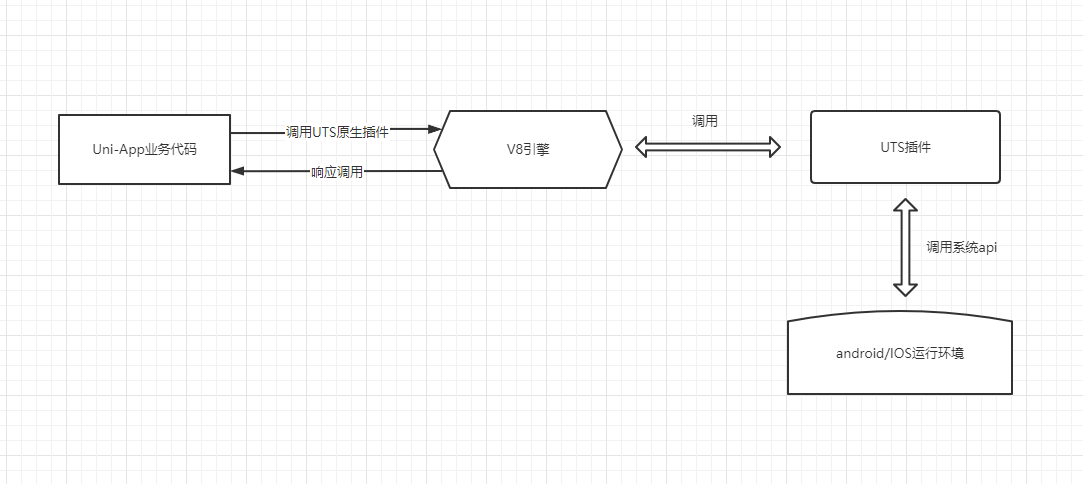 Uni-App业务代码
调用UTS原生插件
响应调用
V8引擎
调用
UTS插件
调用系统api
android/IOS运行环境